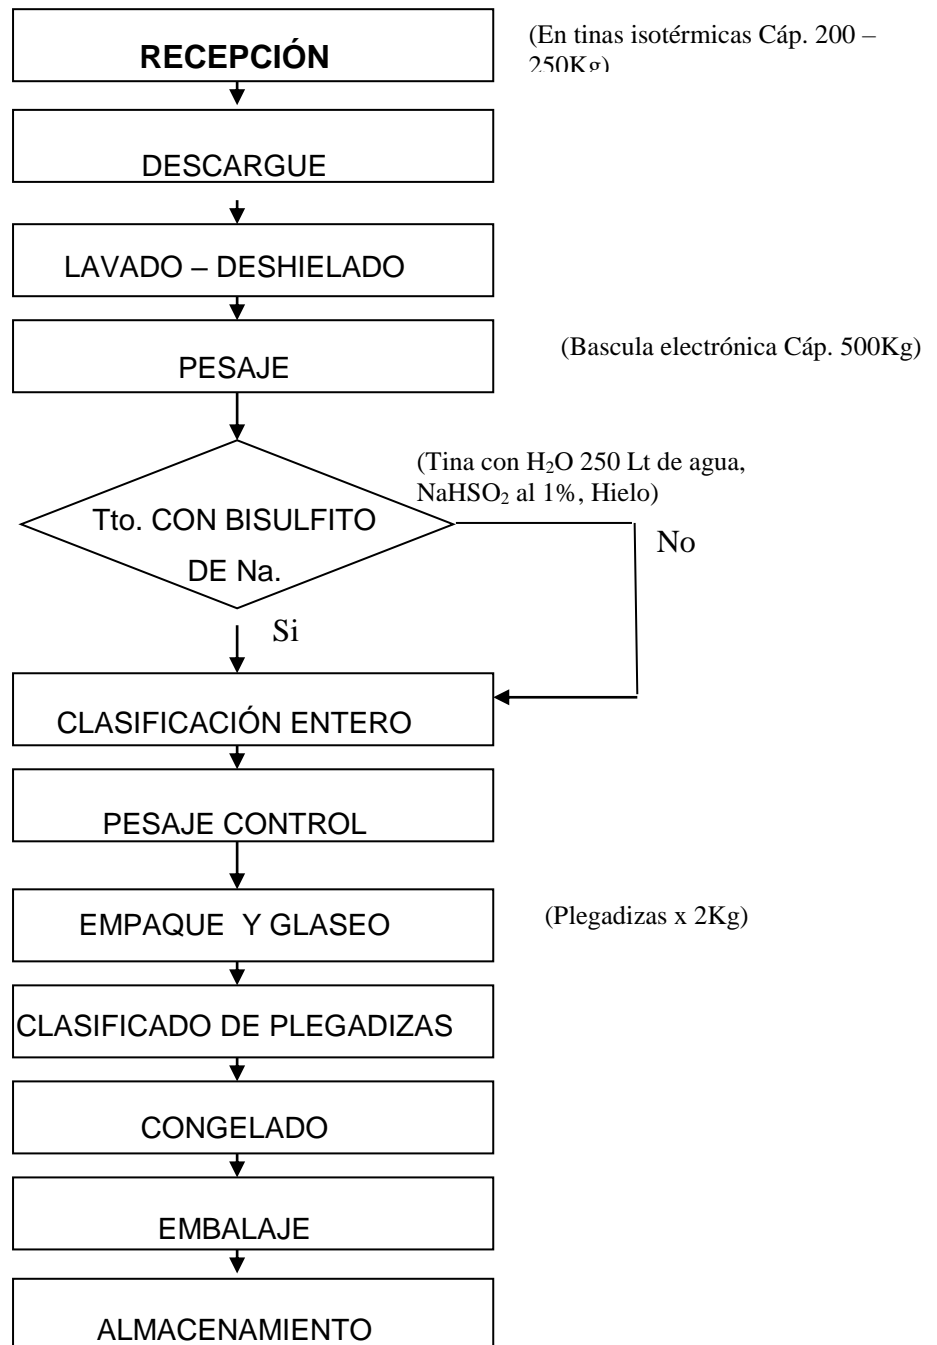 RECEPCIÓN
(En tinas isotérmicas Cáp. 200 –
250Kg)
DESCARGUE
LAVADO – DESHIELADO
PESAJE
(Bascula electrónica Cáp. 500Kg)
(Tina con H₂O 250 Lt de agua,
NaHSO₂ al 1%, Hielo)
Tto. CON BISULFITO
DE Na.
No
Si
CLASIFICACIÓN ENTERO
PESAJE CONTROL
EMPAQUE Y GLASEO
(Plegadizas x 2Kg)
CLASIFICADO DE PLEGADIZAS
CONGELADO
EMBALAJE
ALMACENAMIENTO